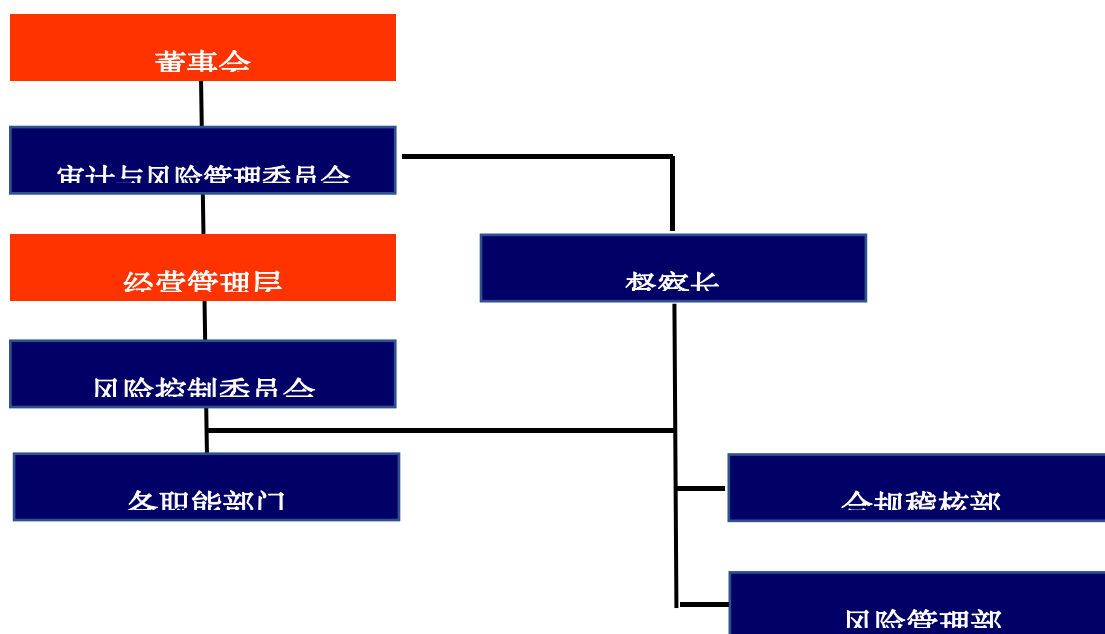 董事会
审计与风险管理委员会
经营管理层
督察长
风险控制委员会
各职能部门
合规稽核部
风险管理部